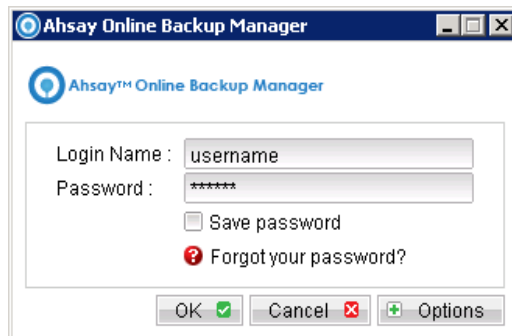 Ahsay Online Backup Manager
Ahsay™ Online Backup Manager
Login Name : username
Password : ******
Save password
Forgot your password?
OK Cancel Options